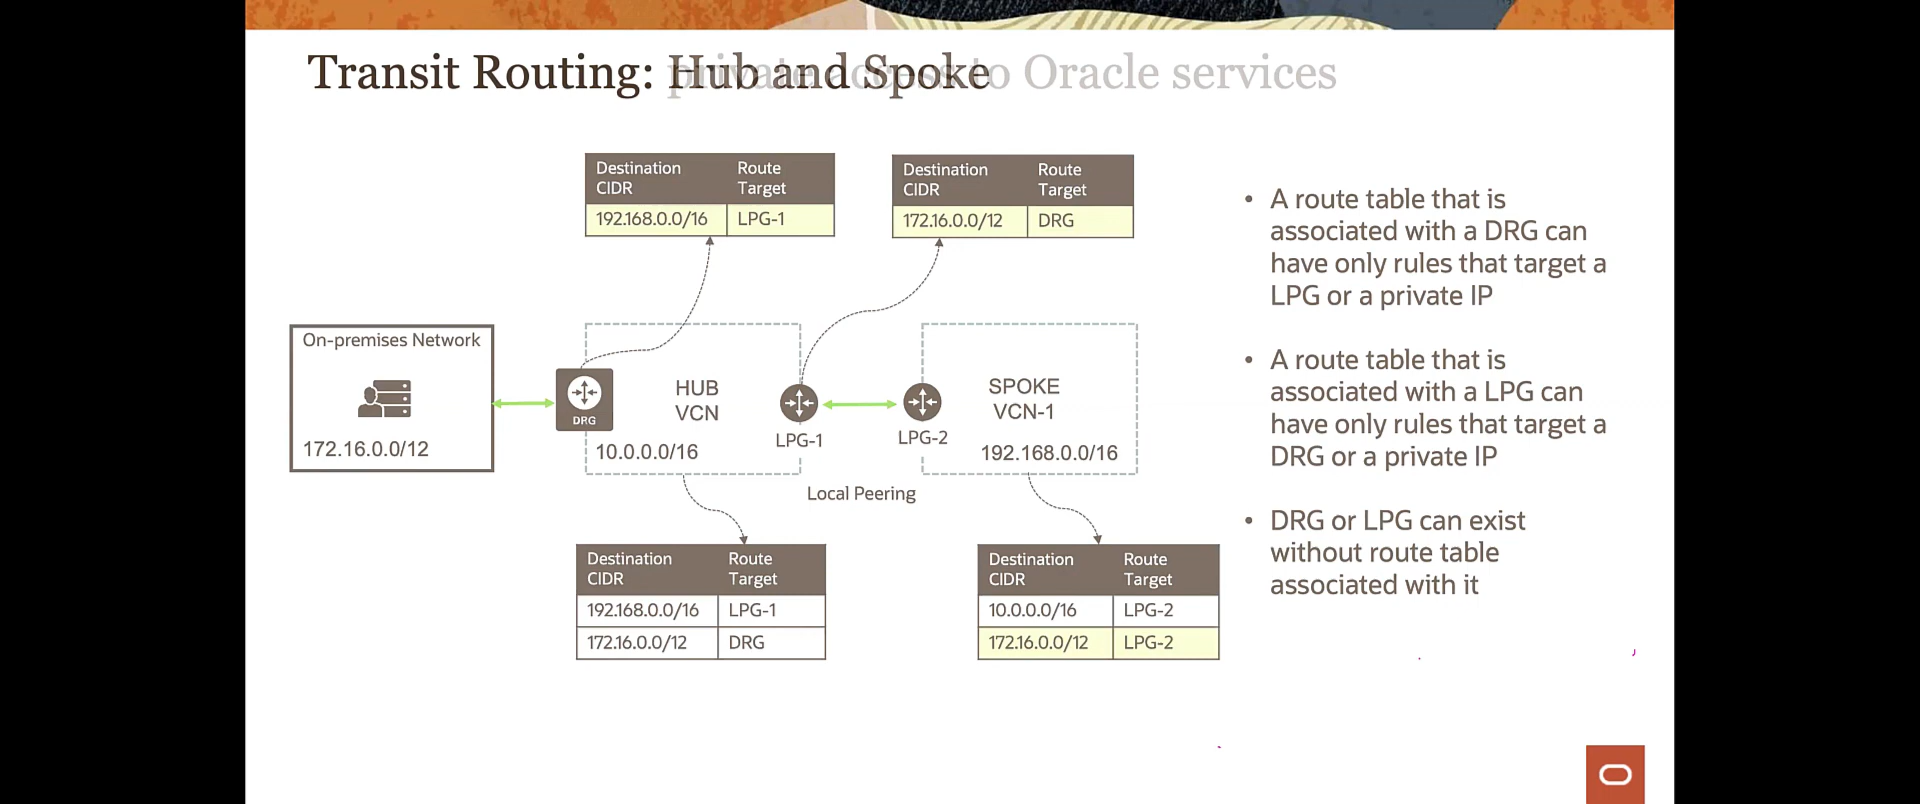 Transit Routing: Hub and Spoke
private access to Oracle services
Destination CIDR Route Target
192.168.0.0/16 LPG-1
Destination CIDR Route Target
172.16.0.0/12 DRG
On-premises Network
172.16.0.0/12
DRG
HUB
VCN
10.0.0.0/16
LPG-1
LPG-2
SPOKE
VCN-1
192.168.0.0/16
Local Peering
Destination CIDR Route Target
192.168.0.0/16 LPG-1
172.16.0.0/12 DRG
Destination CIDR Route Target
10.0.0.0/16 LPG-2
172.16.0.0/12 LPG-2
• A route table that is
associated with a DRG can
have only rules that target a
LPG or a private IP
• A route table that is
associated with a LPG can
have only rules that target a
DRG or a private IP
• DRG or LPG can exist
without route table
associated with it